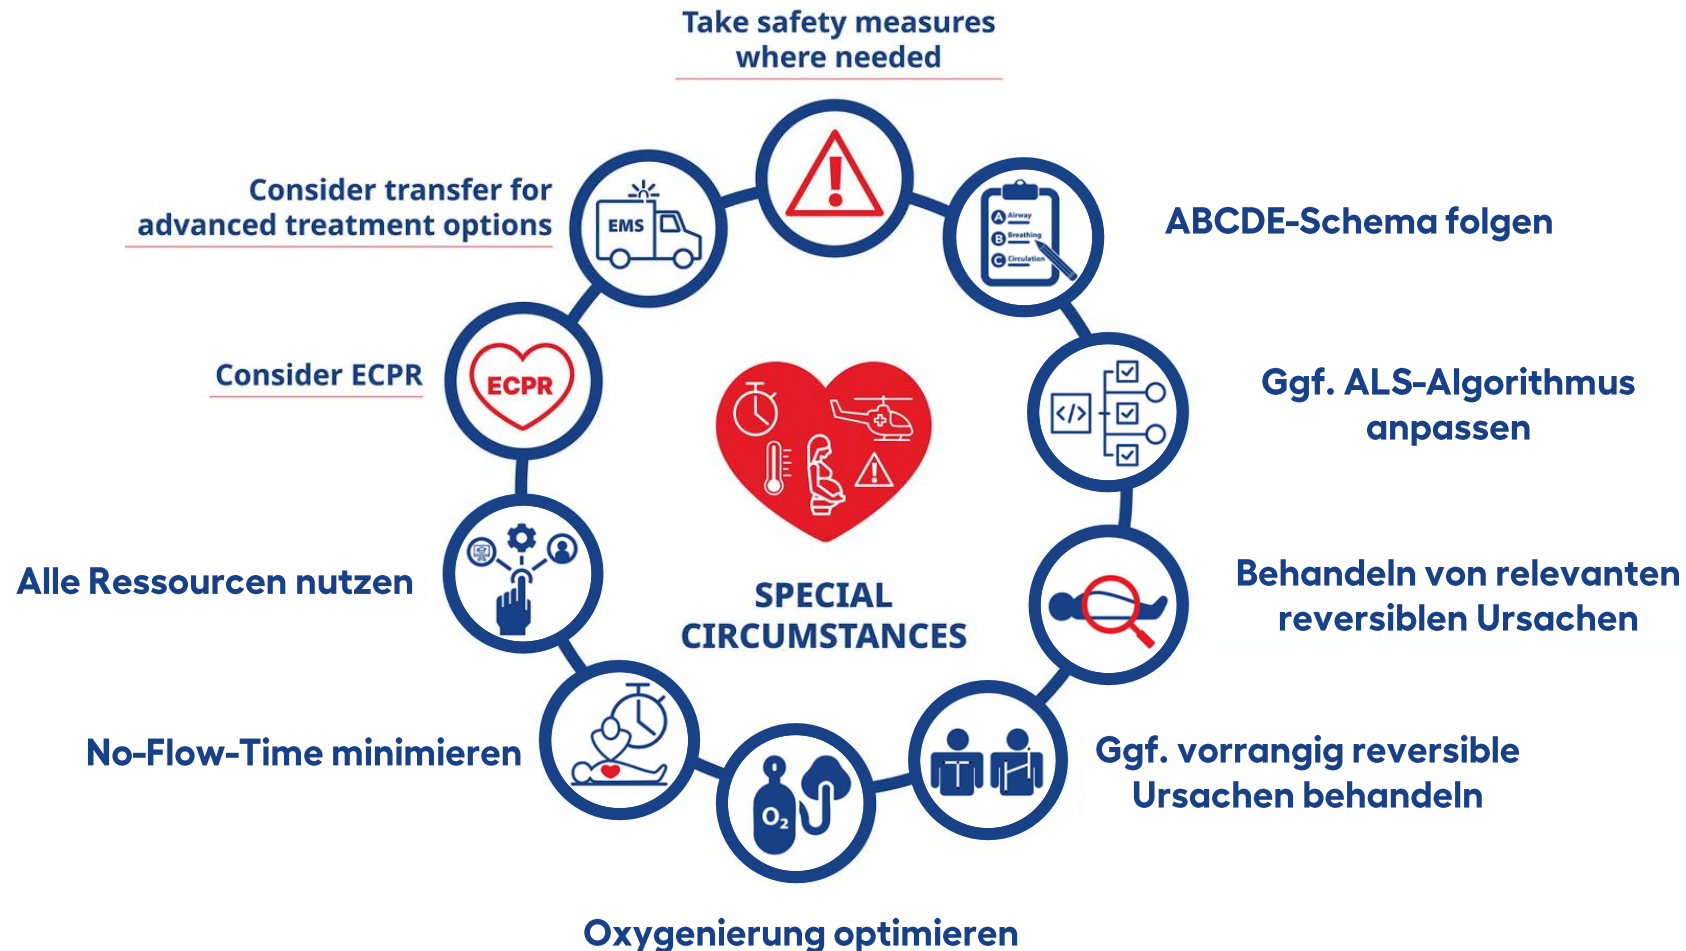 Take safety measures
where needed
Consider transfer for
advanced treatment options
EMS
A Airway
B Breathing
C Circulation
ABCDE-Schema folgen
Consider ECPR
ECPR
</>
Ggf. ALS-Algorithmus
anpassen
Alle Ressourcen nutzen
SPECIAL
CIRCUMSTANCES
Behandeln von relevanten
reversiblen Ursachen
No-Flow-Time minimieren
Ggf. vorrangig reversible
Ursachen behandeln
O₂
Oxygenierung optimieren